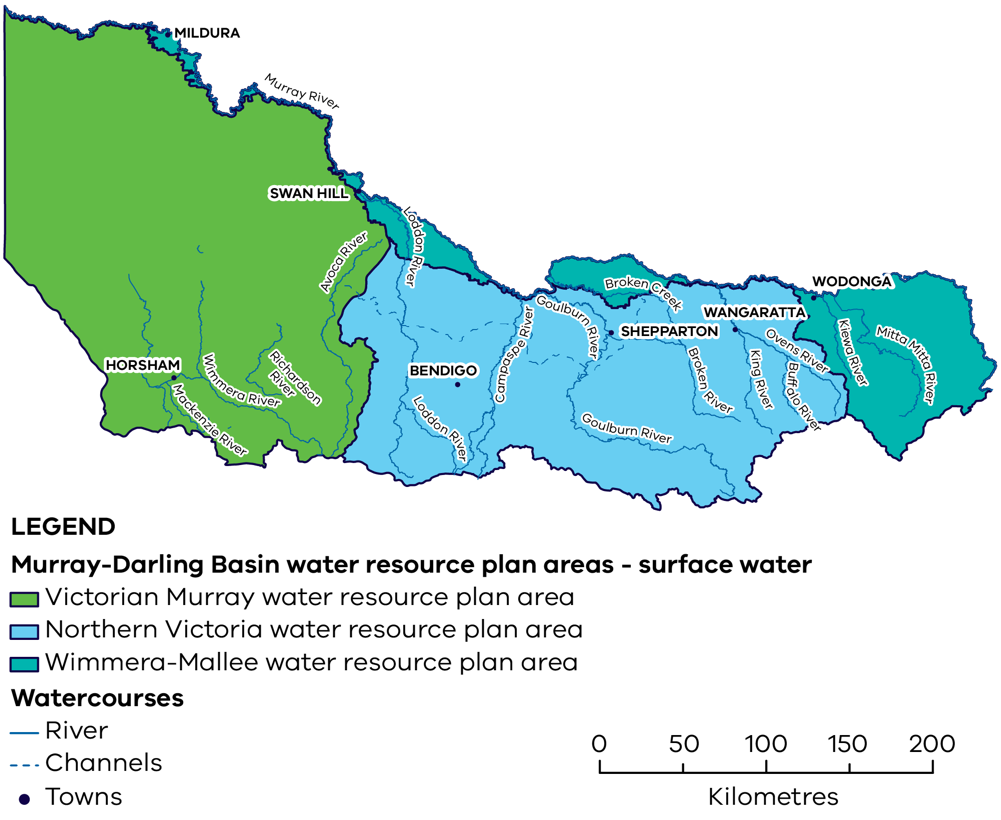 MILDURA
Murray River
SWAN HILL
Loddon River
Avoca River
Broken Creek
WODONGA
Goulburn River
WANGARATTA
SHEPPARTON
Campaspe River
Ovens River
Kiewa River
Mitta Mitta River
HORSHAM
Wimmera River
Richardson
River
BENDIGO
Broken River
King River
Buffalo River
Mackenzie River
Loddon River
Goulburn River
LEGEND
Murray-Darling Basin water resource plan areas - surface water
Victorian Murray water resource plan area
Northern Victoria water resource plan area
Wimmera-Mallee water resource plan area
Watercourses
River
Channels
Towns
0 50 100 150 200
Kilometres